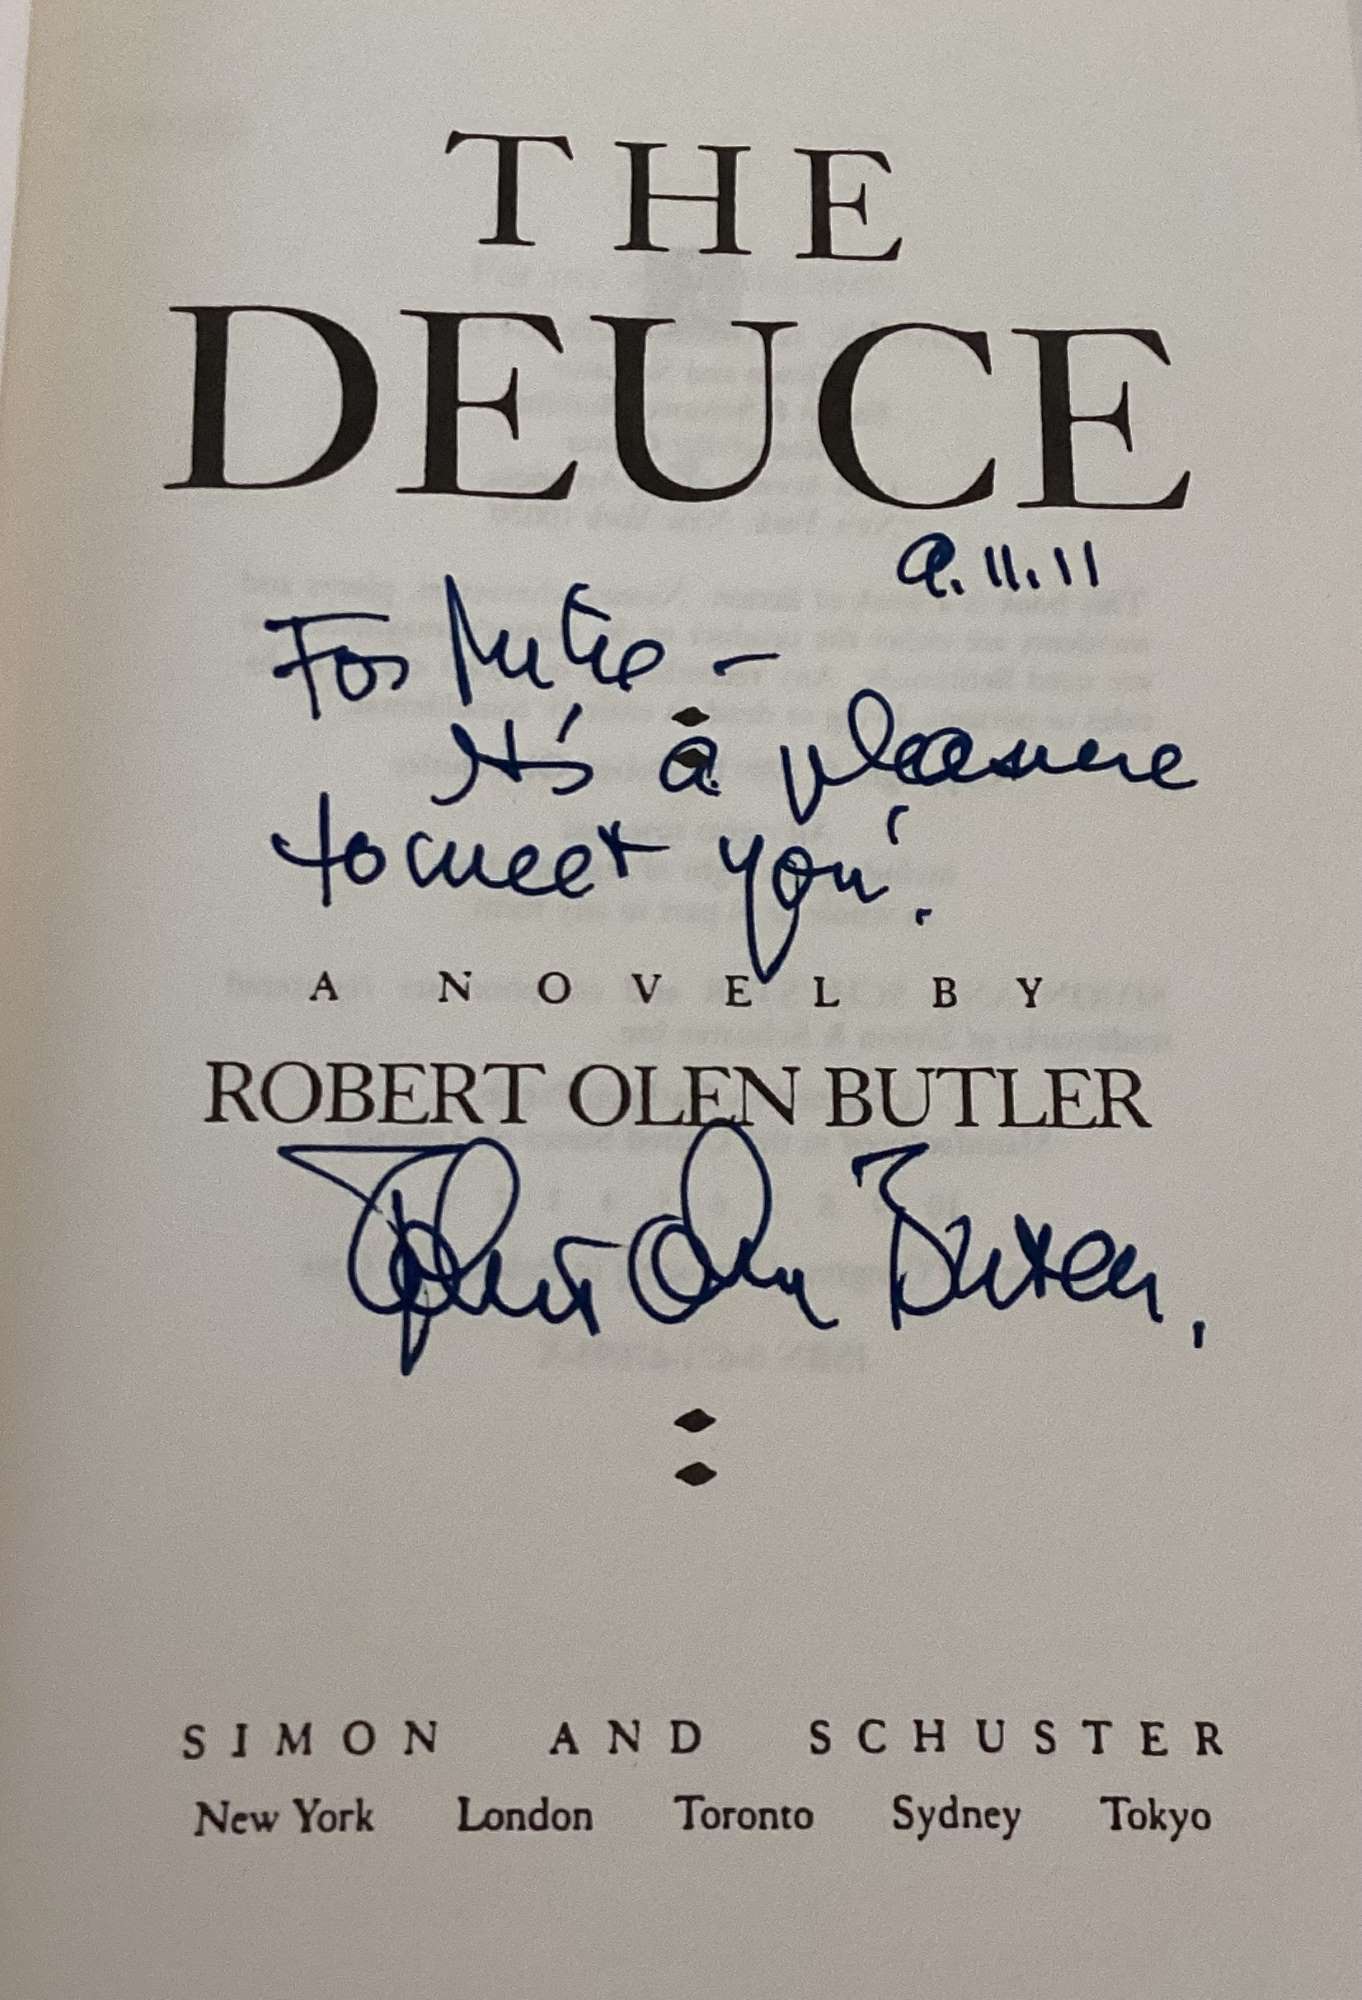 THE
DEUCE
9.11.11
For Mike –
It's a pleasure
to meet you!
A NOVEL BY
ROBERT OLEN BUTLER
Robert Olen Butler.
SIMON AND SCHUSTER
New York London Toronto Sydney Tokyo